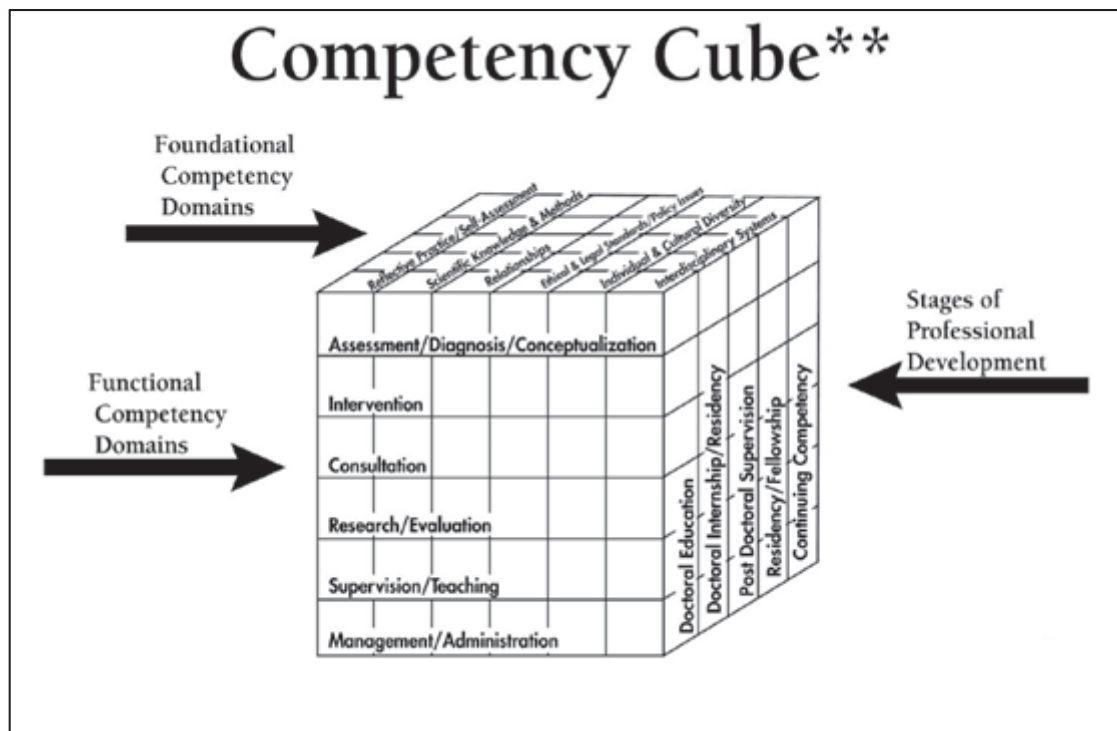 Competency Cube**
Foundational
Competency
Domains
Reflective Practice/Self-Assessment
Scientific Knowledge & Methods
Relationships
Ethical & Legal Standards/Policy Issues
Individual & Cultural Diversity
Interdisciplinary Systems
Functional
Competency
Domains
Assessment/Diagnosis/Conceptualization
Intervention
Consultation
Research/Evaluation
Supervision/Teaching
Management/Administration
Doctoral Education
Doctoral Internship/Residency
Post Doctoral Supervision
Residency/Fellowship
Continuing Competency
Stages of
Professional
Development